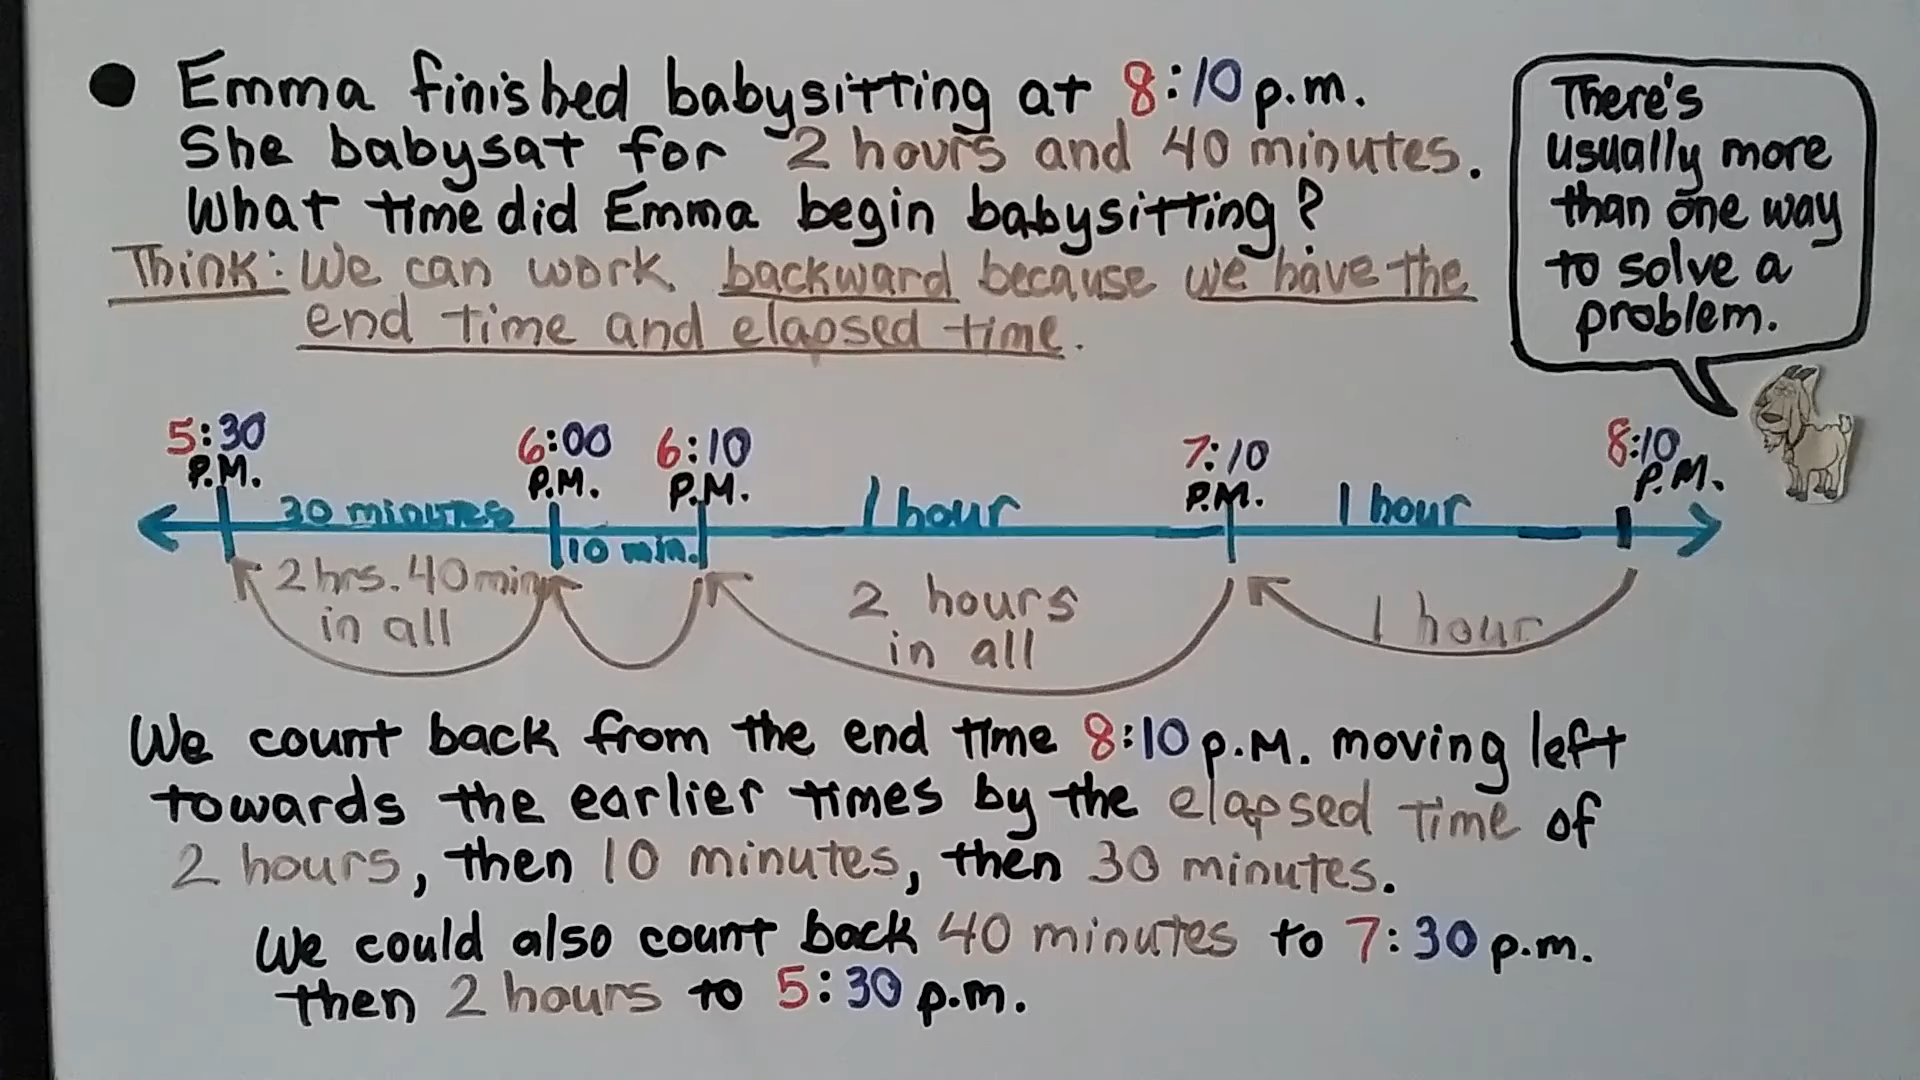 Emma finished babysitting at 8:10 p.m.
She babysat for 2 hours and 40 minutes.
What time did Emma begin babysitting?
Think: We can work backward because we have the
end time and elapsed time.
There's
usually more
than one way
to solve a
problem.
5:30
P.M.
6:00
P.M.
6:10
P.M.
7:10
P.M.
8:10
P.M.
30 minutes
10 min.
1 hour
1 hour
2 hrs. 40 min
in all
2 hours
in all
1 hour
We count back from the end time 8:10 p.M. moving left
towards the earlier times by the elapsed time of
2 hours, then 10 minutes, then 30 minutes.
We could also count back 40 minutes to 7:30 p.m.
then 2 hours to 5:30 p.m.